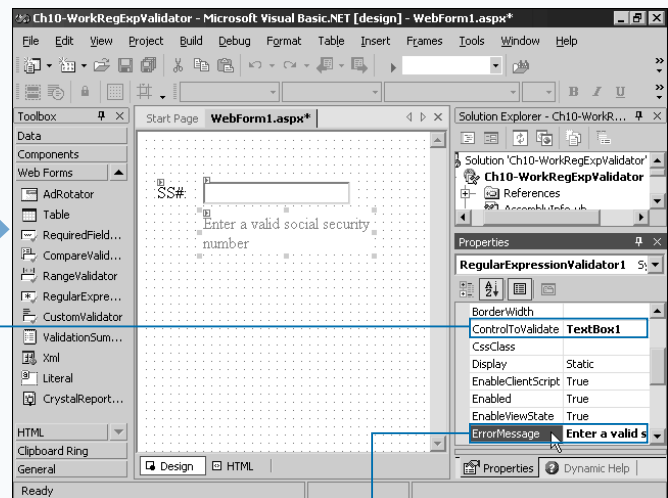 Ch10-WorkRegExpValidator - Microsoft Visual Basic.NET [design] - WebForm1.aspx*
File Edit View Project Build Debug Format Table Insert Frames Tools Window Help
B I U
Toolbox
Data
Components
Web Forms
AdRotator
Table
RequiredField...
CompareValid...
RangeValidator
RegularExpre...
CustomValidator
ValidationSum...
Xml
Literal
CrystalReport...
HTML
Clipboard Ring
General
Start Page WebForm1.aspx*
SS#:
Enter a valid social security
number
Design HTML
Solution Explorer - Ch10-WorkR...
Solution 'Ch10-WorkRegExpValidator'
Ch10-WorkRegExpValidator
References
AssemblyInfo.vb
Properties
RegularExpressionValidator1 Sy
BorderWidth
ControlToValidate TextBox1
CssClass
Display Static
EnableClientScript True
Enabled True
EnableViewState True
ErrorMessage Enter a valid s
Properties Dynamic Help
Ready